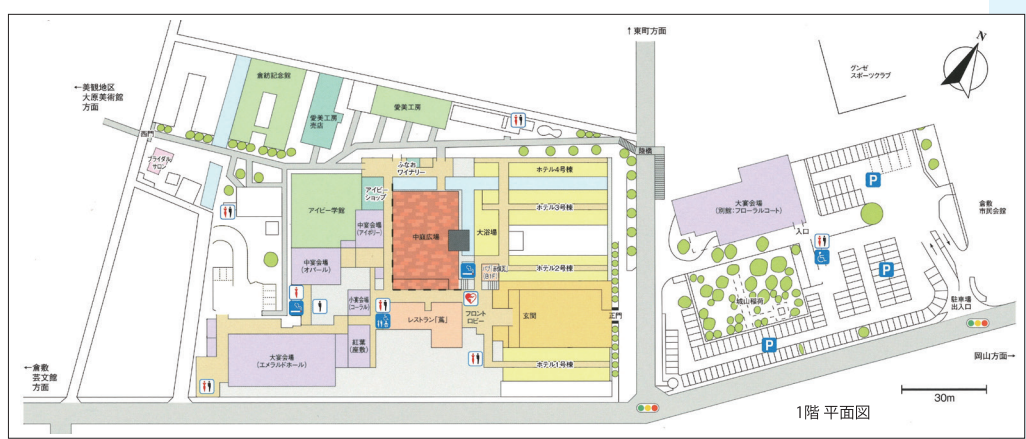 ↑東町方面
N
グンゼ
スポーツクラブ
←美観地区
大原美術館
方面
倉紡記念館
愛美工房
売店
愛美工房
西門
ブライダル
サロン
陸橋
ふなお
ワイナリー
ホテル4号棟
アイビー
ショップ
アイビー学館
中宴会場
(アイボリー)
中庭広場
大浴場
ホテル3号棟
大宴会場
(別館:フローラルコート)
入口
倉敷
市民会館
中宴会場
(オパール)
ホテル2号棟
小宴会場
(コーラル)
レストラン「蔦」
フロント
ロビー
玄関
正門
城山稲荷
駐車場
出入口
紅葉
(座敷)
大宴会場
(エメラルドホール)
ホテル1号棟
←倉敷
芸文館
方面
岡山方面→
P
P
P
30m
1階 平面図